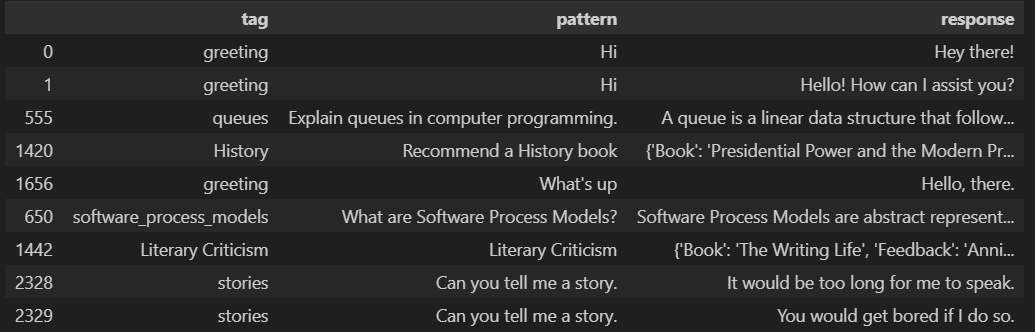 tag pattern response
0 greeting Hi Hey there!
1 greeting Hi Hello! How can I assist you?
555 queues Explain queues in computer programming. A queue is a linear data structure that follow...
1420 History Recommend a History book {'Book': 'Presidential Power and the Modern Pr...
1656 greeting What's up Hello, there.
650 software_process_models What are Software Process Models? Software Process Models are abstract represent...
1442 Literary Criticism Literary Criticism {'Book': 'The Writing Life', 'Feedback': 'Anni...
2328 stories Can you tell me a story. It would be too long for me to speak.
2329 stories Can you tell me a story. You would get bored if I do so.